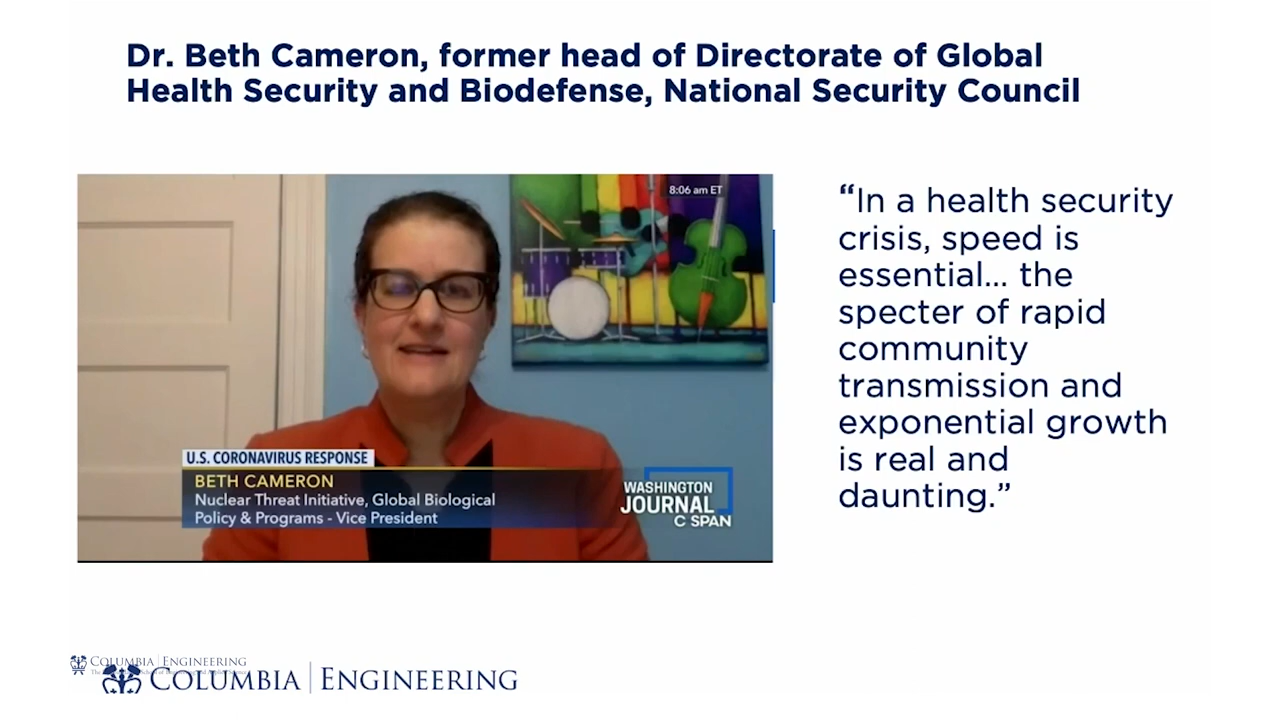 Dr. Beth Cameron, former head of Directorate of Global
Health Security and Biodefense, National Security Council
8:06 am ET
U.S. CORONAVIRUS RESPONSE
BETH CAMERON
Nuclear Threat Initiative, Global Biological
Policy & Programs - Vice President
WASHINGTON
JOURNAL
C SPAN
“In a health security
crisis, speed is
essential... the
specter of rapid
community
transmission and
exponential growth
is real and
daunting.”
COLUMBIA | ENGINEERING
COLUMBIA | ENGINEERING